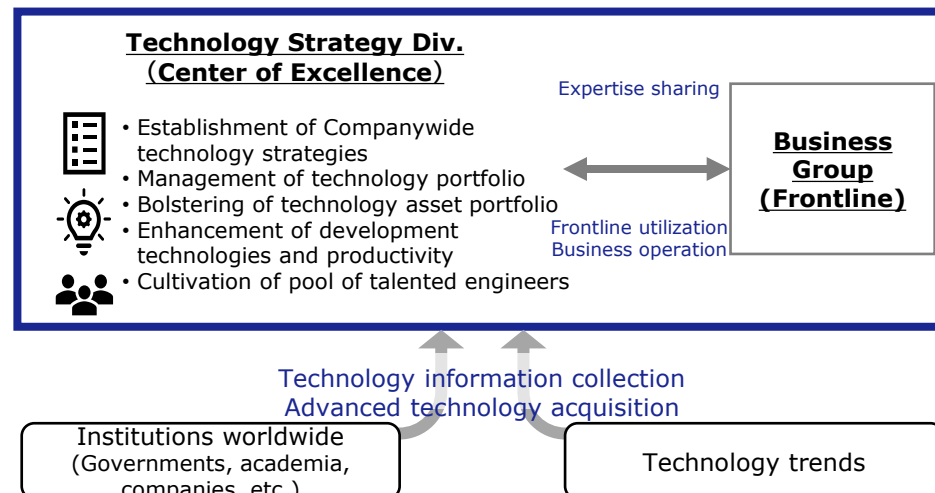 Technology Strategy Div.
（Center of Excellence）
• Establishment of Companywide
technology strategies
• Management of technology portfolio
• Bolstering of technology asset portfolio
• Enhancement of development
technologies and productivity
• Cultivation of pool of talented engineers
Expertise sharing
Frontline utilization
Business operation
Business
Group
(Frontline)
Technology information collection
Advanced technology acquisition
Institutions worldwide
(Governments, academia,
companies, etc.)
Technology trends